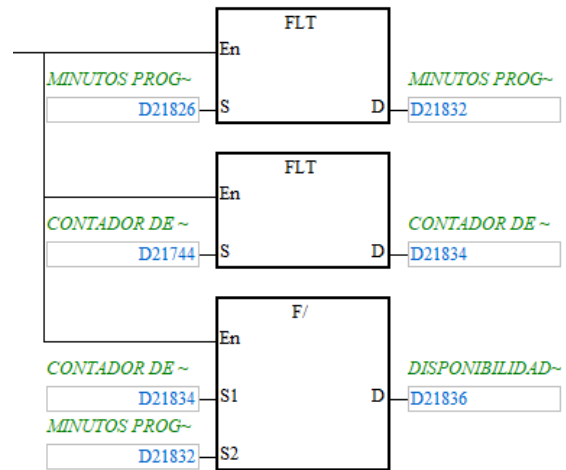 FLT
En
MINUTOS PROG~ MINUTOS PROG~
D21826 S D D21832
FLT
En
CONTADOR DE ~ CONTADOR DE ~
D21744 S D D21834
F/
En
CONTADOR DE ~ DISPONIBILIDAD~
D21834 S1 D D21836
MINUTOS PROG~
D21832 S2